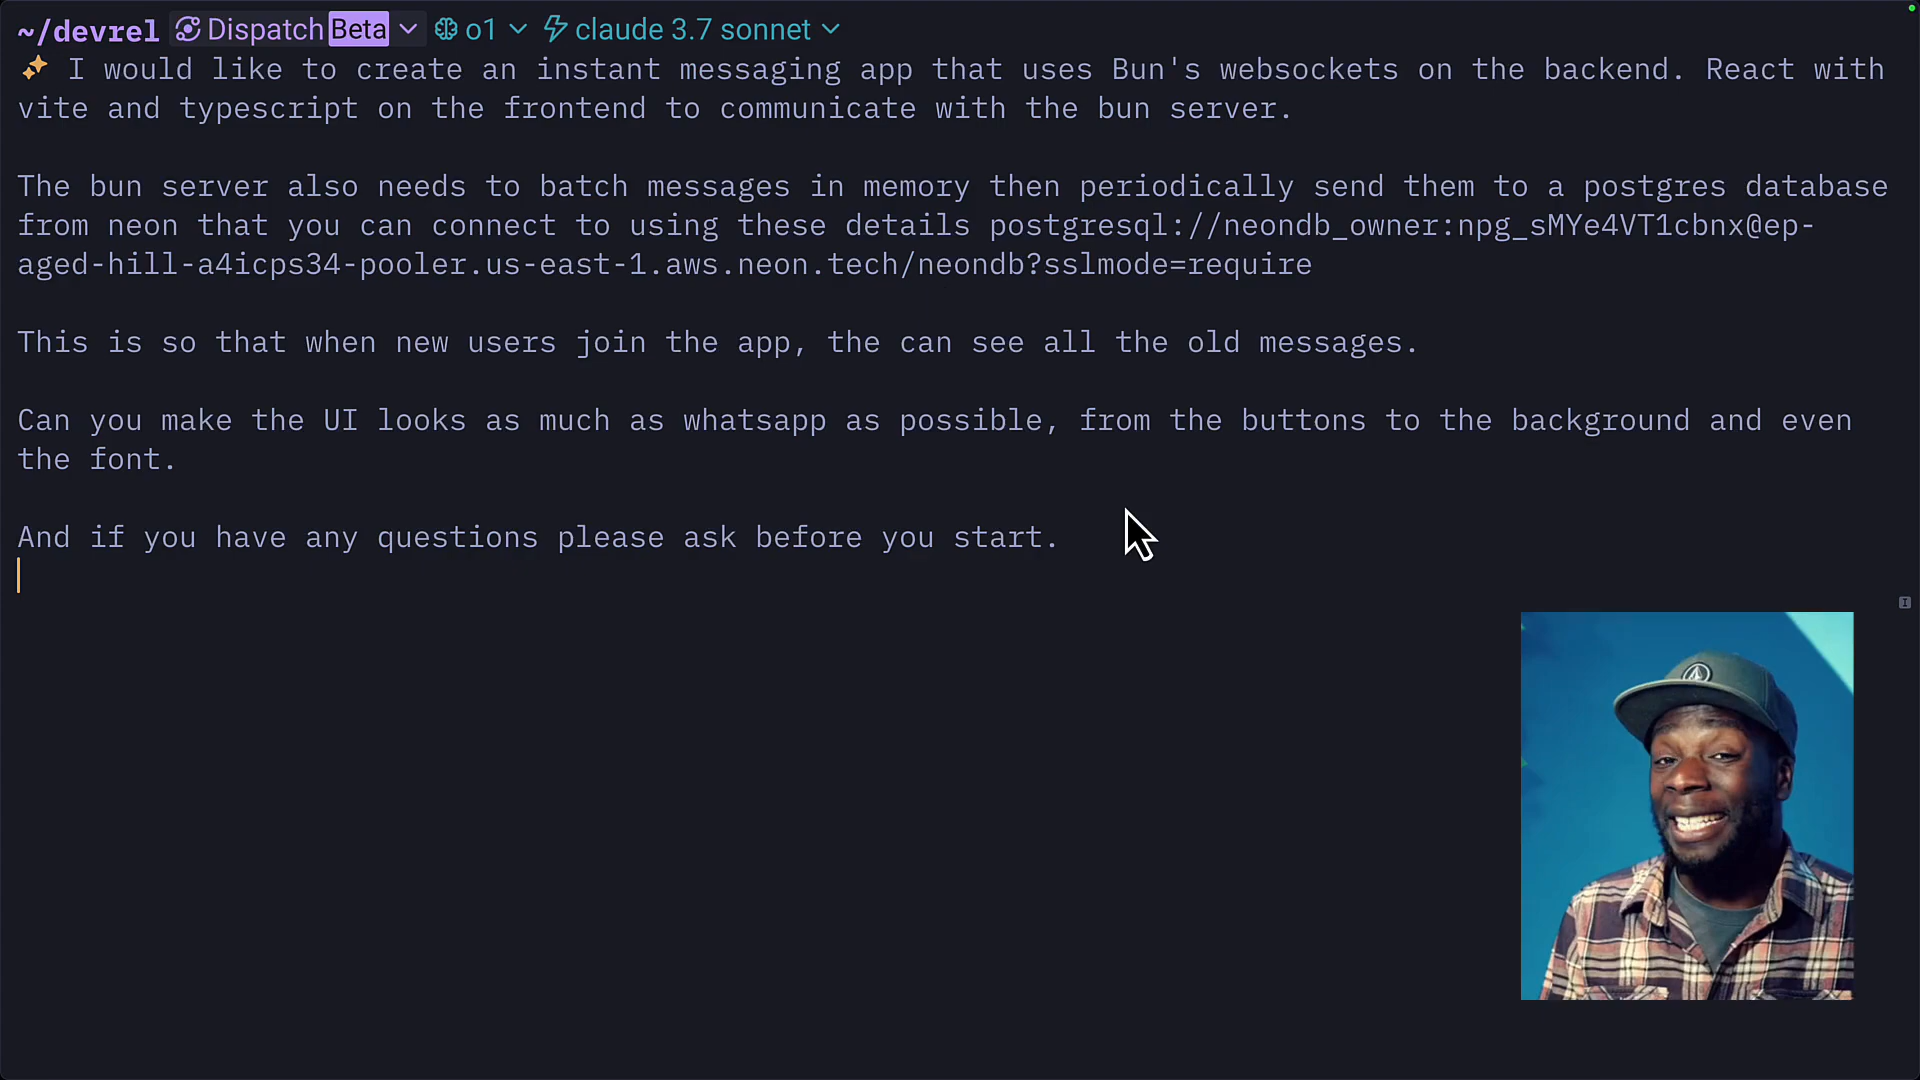 ~/devrel Dispatch Beta o1 claude 3.7 sonnet
I would like to create an instant messaging app that uses Bun's websockets on the backend. React with
vite and typescript on the frontend to communicate with the bun server.
The bun server also needs to batch messages in memory then periodically send them to a postgres database
from neon that you can connect to using these details postgresql://neondb_owner:npg_sMYe4VT1cbnx@ep-
aged-hill-a4icps34-pooler.us-east-1.aws.neon.tech/neondb?sslmode=require
This is so that when new users join the app, the can see all the old messages.
Can you make the UI looks as much as whatsapp as possible, from the buttons to the background and even
the font.
And if you have any questions please ask before you start.